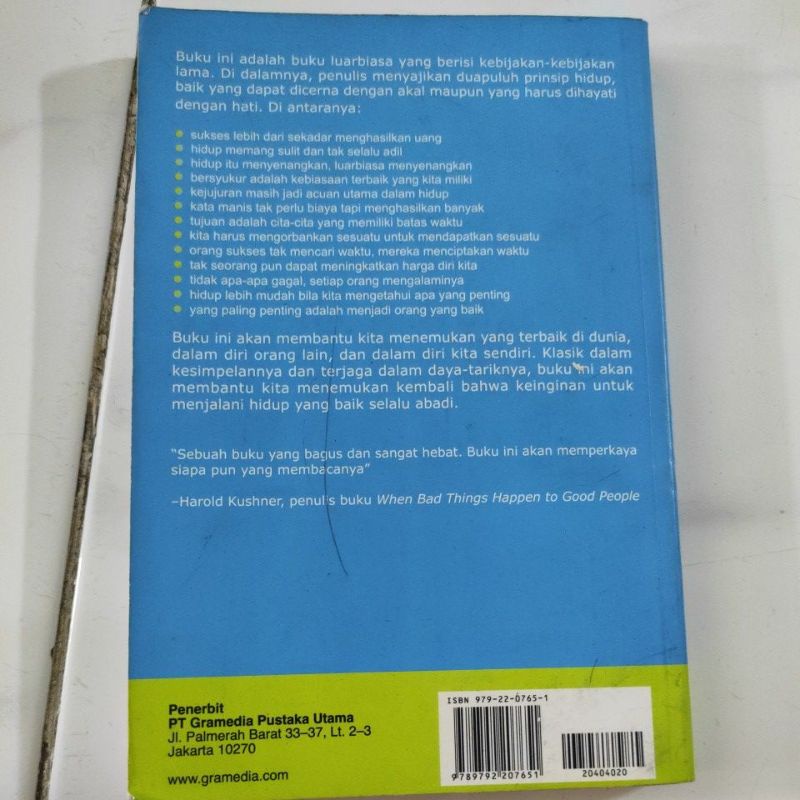 Buku ini adalah buku luarbiasa yang berisi kebijakan-kebijakan
lama. Di dalamnya, penulis menyajikan duapuluh prinsip hidup,
baik yang dapat dicerna dengan akal maupun yang harus dihayati
dengan hati. Di antaranya:
• sukses lebih dari sekadar menghasilkan uang
• hidup memang sulit dan tak selalu adil
• hidup itu menyenangkan, luarbiasa menyenangkan
• bersyukur adalah kebiasaan terbaik yang kita miliki
• kejujuran masih jadi acuan utama dalam hidup
• kata manis tak perlu biaya tapi menghasilkan banyak
• tujuan adalah cita-cita yang memiliki batas waktu
• kita harus mengorbankan sesuatu untuk mendapatkan sesuatu
• orang sukses tak mencari waktu, mereka menciptakan waktu
• tak seorang pun dapat meningkatkan harga diri kita
• tidak apa-apa gagal, setiap orang mengalaminya
• hidup lebih mudah bila kita mengetahui apa yang penting
• yang paling penting adalah menjadi orang yang baik
Buku ini akan membantu kita menemukan yang terbaik di dunia,
dalam diri orang lain, dan dalam diri kita sendiri. Klasik dalam
kesimpelannya dan terjaga dalam daya-tariknya, buku ini akan
membantu kita menemukan kembali bahwa keinginan untuk
menjalani hidup yang baik selalu abadi.
“Sebuah buku yang bagus dan sangat hebat. Buku ini akan memperkaya
siapa pun yang membacanya”
–Harold Kushner, penulis buku When Bad Things Happen to Good People
Penerbit
PT Gramedia Pustaka Utama
Jl. Palmerah Barat 33–37, Lt. 2–3
Jakarta 10270
www.gramedia.com
ISBN 979-22-0765-1
9789792207651
20404020